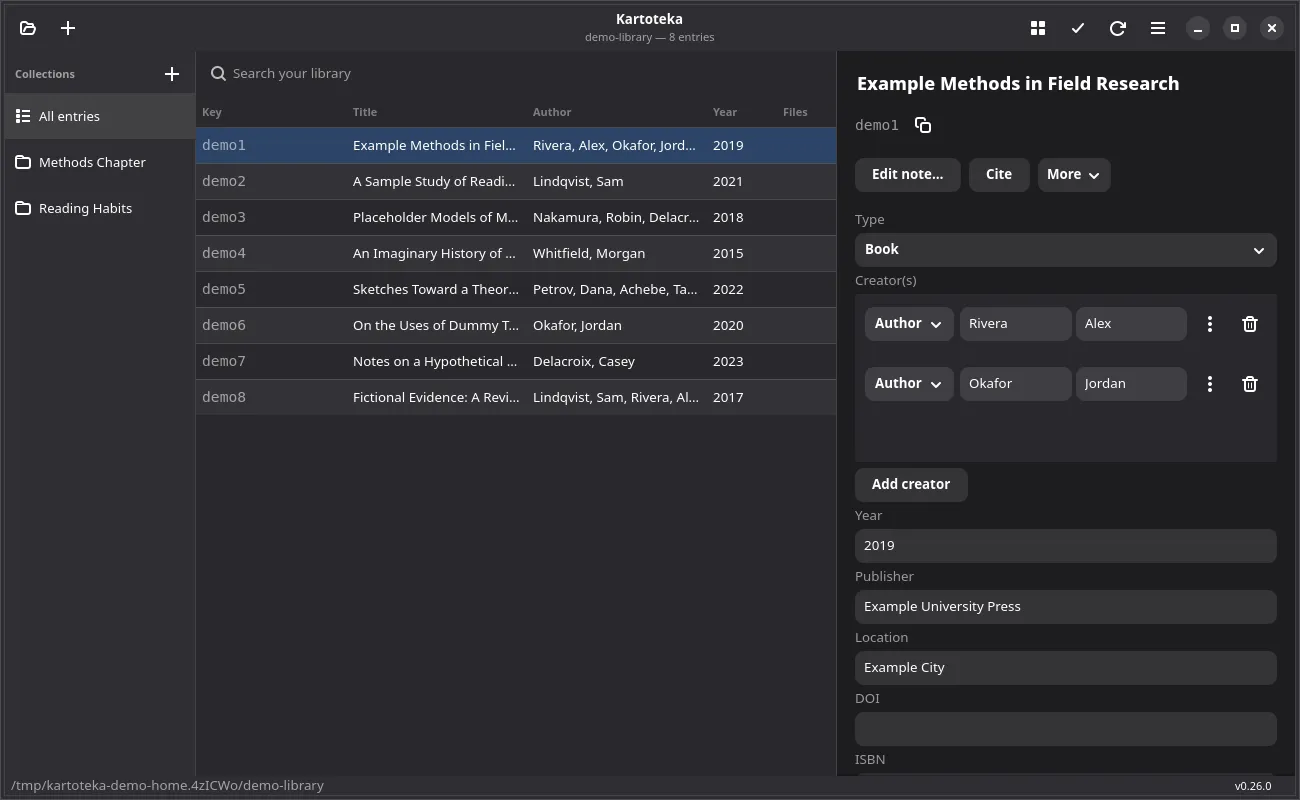 Kartoteka
demo-library — 8 entries
Collections
All entries
Methods Chapter
Reading Habits
Search your library
Key Title Author Year Files
demo1 Example Methods in Fiel... Rivera, Alex, Okafor, Jord... 2019
demo2 A Sample Study of Readi... Lindqvist, Sam 2021
demo3 Placeholder Models of M... Nakamura, Robin, Delacr... 2018
demo4 An Imaginary History of ... Whitfield, Morgan 2015
demo5 Sketches Toward a Theor... Petrov, Dana, Achebe, Ta... 2022
demo6 On the Uses of Dummy T... Okafor, Jordan 2020
demo7 Notes on a Hypothetical ... Delacroix, Casey 2023
demo8 Fictional Evidence: A Revi... Lindqvist, Sam, Rivera, Al... 2017
Example Methods in Field Research
demo1
Edit note... Cite More
Type
Book
Creator(s)
Author Rivera Alex
Author Okafor Jordan
Add creator
Year
2019
Publisher
Example University Press
Location
Example City
DOI
ISBN
/tmp/kartoteka-demo-home.4zICWo/demo-library
v0.26.0